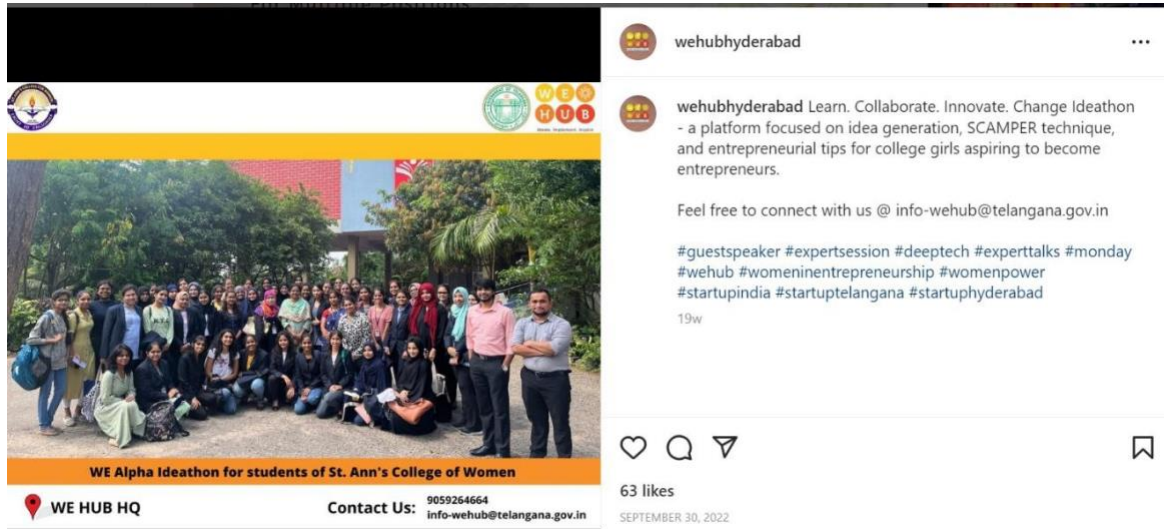 For Multiple Positions
WE
HUB
WE Alpha Ideathon for students of St. Ann's College of Women
WE HUB HQ
Contact Us:
9059264664
info-wehub@telangana.gov.in
wehubhyderabad
wehubhyderabad Learn. Collaborate. Innovate. Change Ideathon
- a platform focused on idea generation, SCAMPER technique,
and entrepreneurial tips for college girls aspiring to become
entrepreneurs.
Feel free to connect with us @ info-wehub@telangana.gov.in
#guestspeaker #expertsession #deeptech #experttalks #monday
#wehub #womeninentrepreneurship #womenpower
#startupindia #startuptelangana #startuphyderabad
19w
63 likes
SEPTEMBER 30, 2022